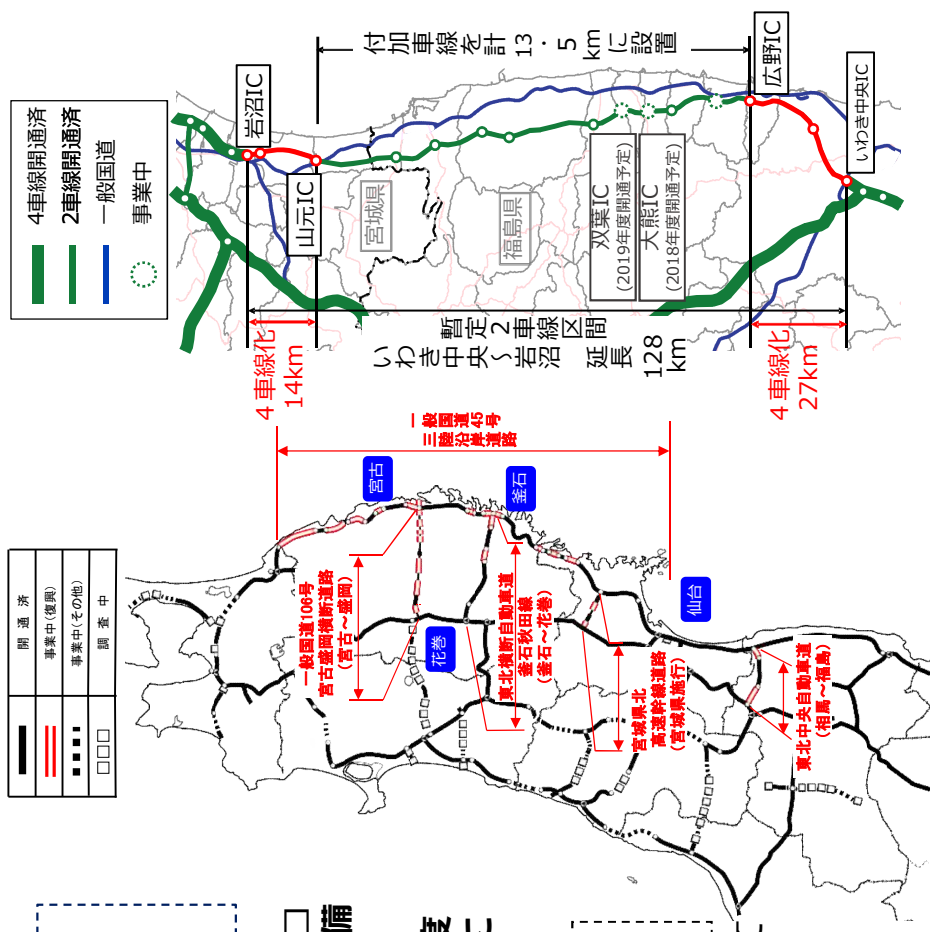 4車線開通済
2車線開通済
一般国道
事業中
岩沼IC
山元IC
宮城県
福島県
双葉IC
(2019年度開通予定)
大熊IC
(2018年度開通予定)
広野IC
いわき中央IC
付加車線を計
13・5
kmに設置
4車線化
14km
暫定2車線区間
いわき中央～岩沼
延長
128
km
4車線化
27km
開通済
事業中(復興)
事業中(その他)
調査中
一般国道45号
三陸沿岸道路
宮古
釜石
花巻
仙台
一般国道106号
宮古盛岡横断道路
(宮古～盛岡)
東北横断自動車道
釜石秋田線
(釜石～花巻)
宮城県北
高速幹線道路
(宮城県施行)
東北中央自動車道
(相馬～福島)
□
備